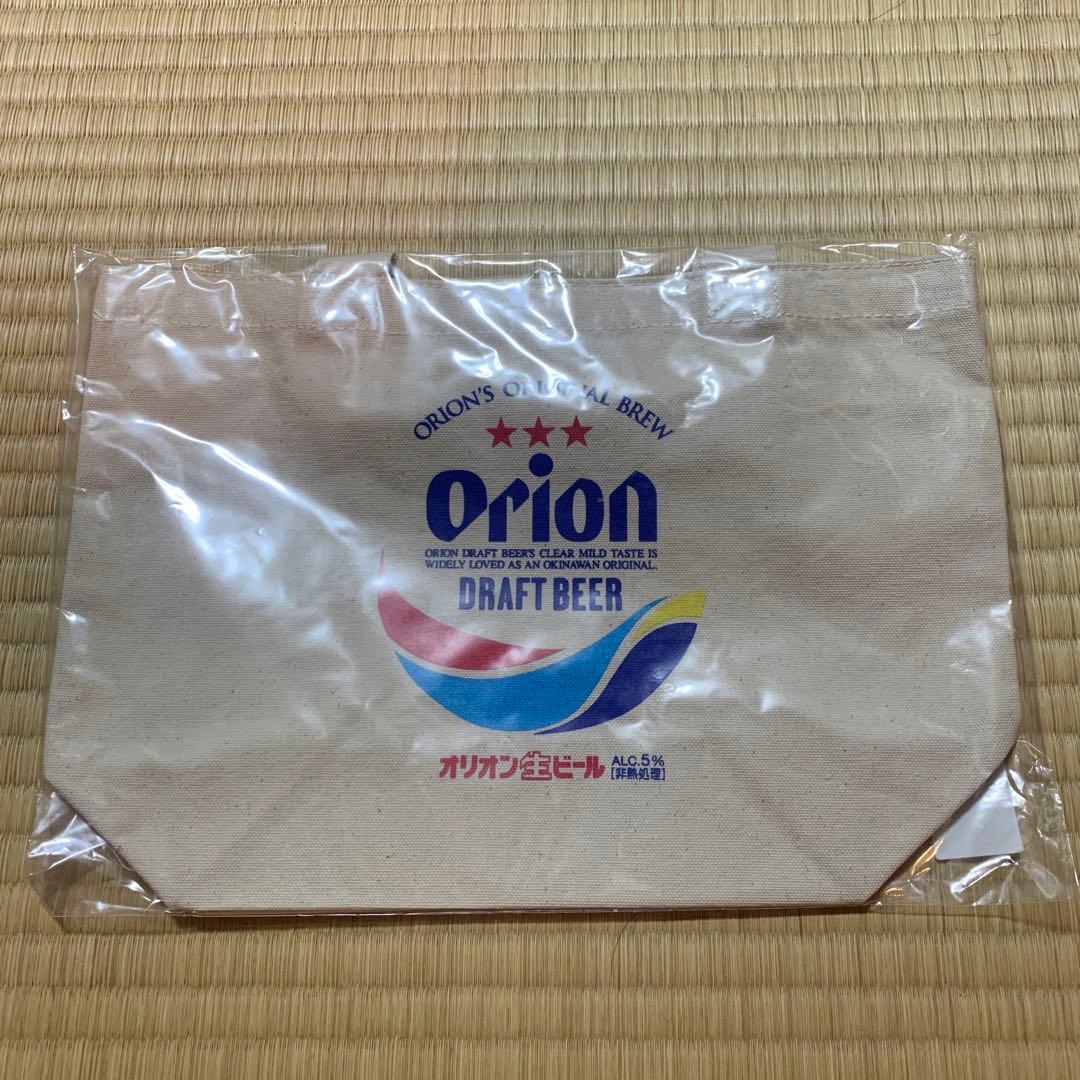 ORION'S ORIGINAL BREW
Orion
ORION DRAFT BEER'S CLEAR MILD TASTE IS
WIDELY LOVED AS AN OKINAWAN ORIGINAL.
DRAFT BEER
オリオン生ビール ALC.5%
[非熱処理]